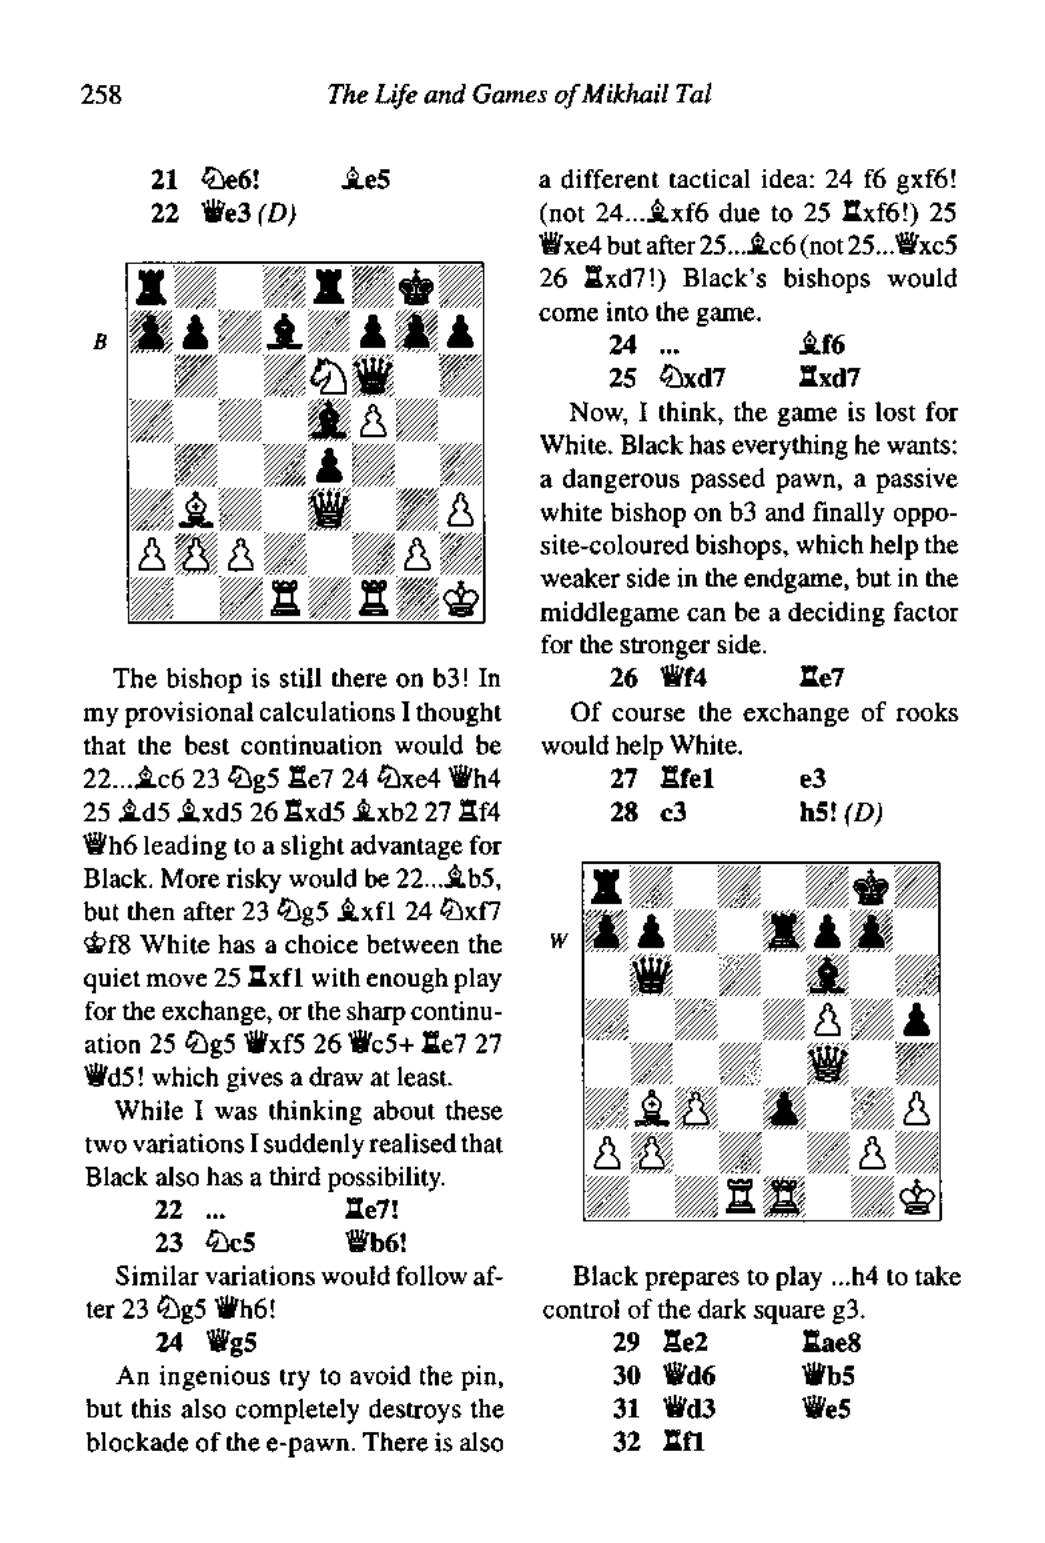 258
The Life and Games of Mikhail Tal
21 ♘e6! ♗e5
22 ♕e3 (D)
B
The bishop is still there on b3! In
my provisional calculations I thought
that the best continuation would be
22...♗c6 23 ♘g5 ♖e7 24 ♘xe4 ♕h4
25 ♗d5 ♗xd5 26 ♖xd5 ♗xb2 27 ♖f4
♕h6 leading to a slight advantage for
Black. More risky would be 22...♗b5,
but then after 23 ♘g5 ♗xf1 24 ♘xf7
♔f8 White has a choice between the
quiet move 25 ♖xf1 with enough play
for the exchange, or the sharp continu-
ation 25 ♘g5 ♕xf5 26 ♕c5+ ♖e7 27
♕d5! which gives a draw at least.
While I was thinking about these
two variations I suddenly realised that
Black also has a third possibility.
22 ... ♖e7!
23 ♘c5 ♕b6!
Similar variations would follow af-
ter 23 ♘g5 ♕h6!
24 ♕g5
An ingenious try to avoid the pin,
but this also completely destroys the
blockade of the e-pawn. There is also
a different tactical idea: 24 f6 gxf6!
(not 24...♗xf6 due to 25 ♖xf6!) 25
♕xe4 but after 25...♗c6 (not 25...♕xc5
26 ♖xd7!) Black's bishops would
come into the game.
24 ... ♗f6
25 ♘xd7 ♖xd7
Now, I think, the game is lost for
White. Black has everything he wants:
a dangerous passed pawn, a passive
white bishop on b3 and finally oppo-
site-coloured bishops, which help the
weaker side in the endgame, but in the
middlegame can be a deciding factor
for the stronger side.
26 ♕f4 ♖e7
Of course the exchange of rooks
would help White.
27 ♖fe1 e3
28 c3 h5! (D)
W
Black prepares to play ...h4 to take
control of the dark square g3.
29 ♖e2 ♖ae8
30 ♕d6 ♕b5
31 ♕d3 ♕e5
32 ♖f1